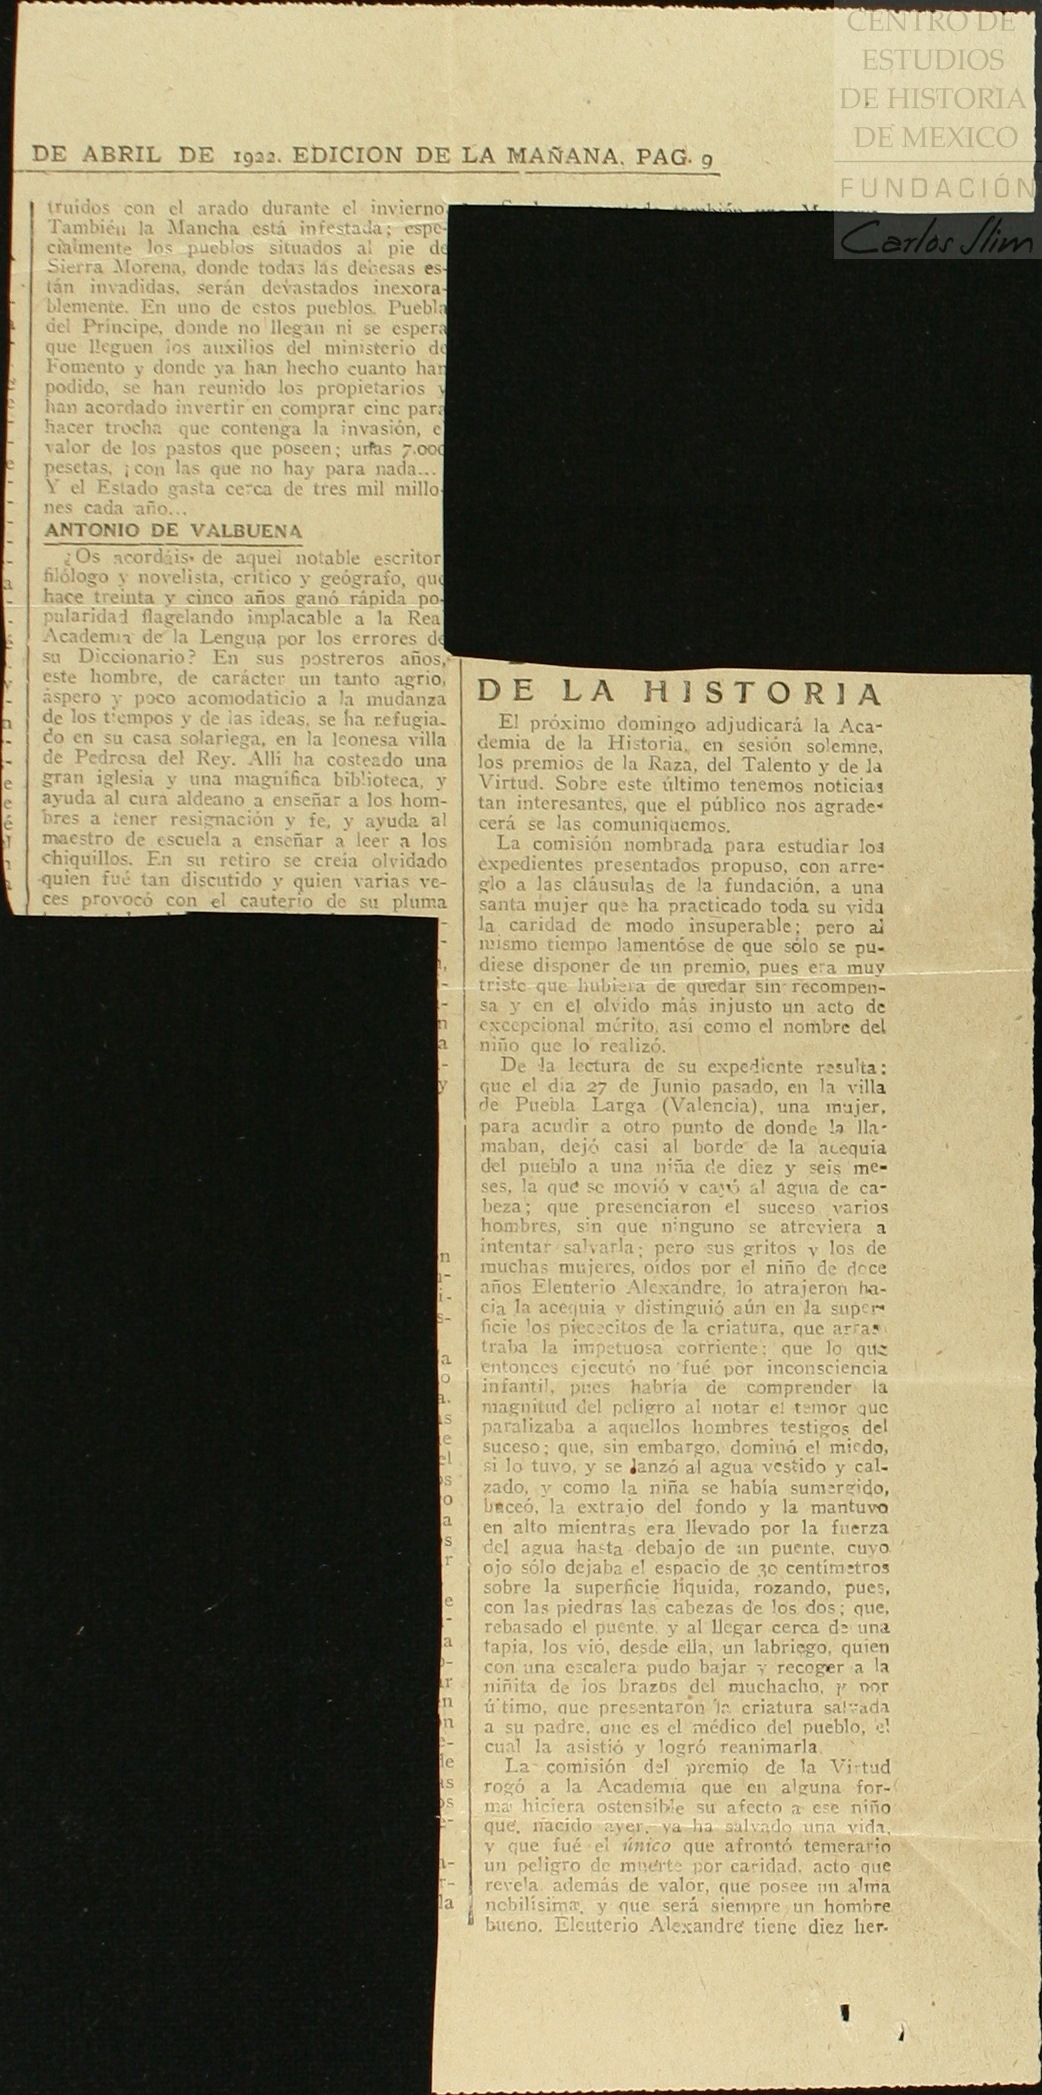 CENTRO DE
ESTUDIOS
DE HISTORIA
DE MEXICO
FUNDACIÓN
Carlos Slim
DE ABRIL DE 1922. EDICION DE LA MAÑANA. PAG. 9
truidos con el arado durante el invierno
También la Mancha está infestada; espe-
cialmente los pueblos situados al pie de
Sierra Morena, donde todas las dehesas es-
tán invadidas, serán devastados inexora-
blemente. En uno de estos pueblos, Puebla
del Príncipe, donde no llegan ni se espera
que lleguen los auxilios del ministerio de
Fomento y donde ya han hecho cuanto han
podido, se han reunido los propietarios y
han acordado invertir en comprar cinc para
hacer trocha que contenga la invasión, e
valor de los pastos que poseen; unas 7.000
pesetas, ¡con las que no hay para nada...
Y el Estado gasta cerca de tres mil millo-
nes cada año...
ANTONIO DE VALBUENA
¿Os acordáis de aquel notable escritor
filólogo y novelista, crítico y geógrafo, que
hace treinta y cinco años ganó rápida po-
pularidad flagelando implacable a la Rea
Academia de la Lengua por los errores de
su Diccionario? En sus postreros años,
este hombre, de carácter un tanto agrio,
áspero y poco acomodaticio a la mudanza
de los tiempos y de las ideas, se ha refugia-
do en su casa solariega, en la leonesa villa
de Pedrosa del Rey. Allí ha costeado una
gran iglesia y una magnífica biblioteca, y
ayuda al cura aldeano a enseñar a los hom-
bres a tener resignación y fe, y ayuda al
maestro de escuela a enseñar a leer a los
chiquillos. En su retiro se creía olvidado
quien fué tan discutido y quien varias ve-
ces provocó con el cauterio de su pluma
DE LA HISTORIA
El próximo domingo adjudicará la Aca-
demia de la Historia, en sesión solemne,
los premios de la Raza, del Talento y de la
Virtud. Sobre este último tenemos noticias
tan interesantes, que el público nos agrade-
cerá se las comuniquemos.
La comisión nombrada para estudiar los
expedientes presentados propuso, con arre-
glo a las cláusulas de la fundación, a una
santa mujer que ha practicado toda su vida
la caridad de modo insuperable; pero al
mismo tiempo lamentóse de que sólo se pu-
diese disponer de un premio, pues era muy
triste que hubiera de quedar sin recompen-
sa y en el olvido más injusto un acto de
excepcional mérito, así como el nombre del
niño que lo realizó.
De la lectura de su expediente resulta:
que el día 27 de Junio pasado, en la villa
de Puebla Larga (Valencia), una mujer,
para acudir a otro punto de donde la lla-
maban, dejó casi al borde de la acequia
del pueblo a una niña de diez y seis me-
ses, la que se movió y cayó al agua de ca-
beza; que presenciaron el suceso varios
hombres, sin que ninguno se atreviera a
intentar salvarla; pero sus gritos y los de
muchas mujeres, oídos por el niño de doce
años Eleuterio Alexandre, lo atrajeron ha-
cia la acequia y distinguió aún en la super-
ficie los piececitos de la criatura, que arras-
traba la impetuosa corriente; que lo que
entonces ejecutó no fué por inconsciencia
infantil, pues habría de comprender la
magnitud del peligro al notar el temor que
paralizaba a aquellos hombres testigos del
suceso; que, sin embargo, dominó el miedo,
si lo tuvo, y se lanzó al agua vestido y cal-
zado, y como la niña se había sumergido,
buceó, la extrajo del fondo y la mantuvo
en alto mientras era llevado por la fuerza
del agua hasta debajo de un puente, cuyo
ojo sólo dejaba el espacio de 30 centímetros
sobre la superficie líquida, rozando, pues,
con las piedras las cabezas de los dos; que,
rebasado el puente, y al llegar cerca de una
tapia, los vió, desde ella, un labriego, quien
con una escalera pudo bajar y recoger a la
niñita de los brazos del muchacho, y por
último, que presentaron la criatura salvada
a su padre, que es el médico del pueblo, el
cual la asistió y logró reanimarla.
La comisión del premio de la Virtud
rogó a la Academia que en alguna for-
ma hiciera ostensible su afecto a ese niño
que, nacido ayer, ya ha salvado una vida,
y que fué el único que afrontó temerario
un peligro de muerte por caridad, acto que
revela, además de valor, que posee un alma
nobilísima, y que será siempre un hombre
bueno. Eleuterio Alexandre tiene diez her-